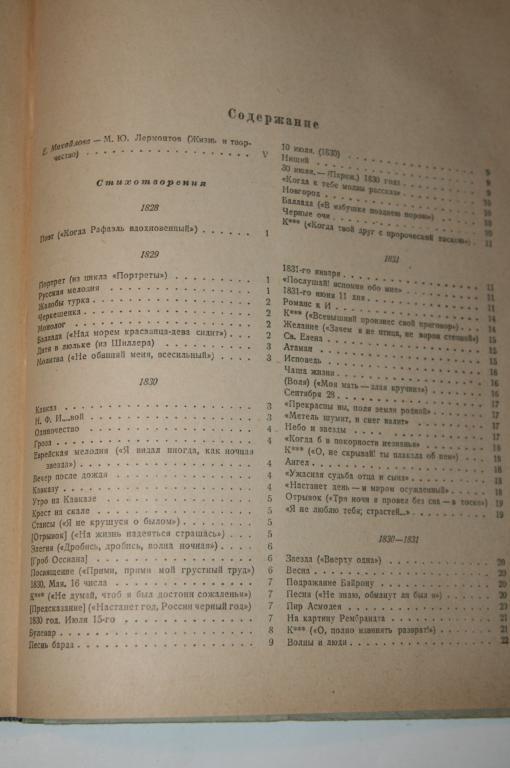 Содержание
Е. Михайлова — М. Ю. Лермонтов (Жизнь и твор-
чество) V
Стихотворения
1828
Поэт («Когда Рафаэль вдохновенный») 1
1829
Портрет (из цикла «Портреты») 1
Русская мелодия 1
Жалобы турка 2
Черкешенка 2
Монолог 2
Баллада («Над морем красавица-дева сидит») 2
Дитя в люльке (из Шиллера) 3
Молитва («Не обвиняй меня, всесильный») 3
1830
Кавказ 3
Н. Ф. И....вой 3
Одиночество 4
Гроза 4
Еврейская мелодия («Я видал иногда, как ночная
звезда») 4
Вечер после дождя 4
Кавказу 4
Утро на Кавказе 5
Крест на скале 5
Стансы («Я не крушуся о былом») 5
[Отрывок] («На жизнь надеяться страшась») 5
Элегия («Дробись, дробись, волна ночная») 6
[Гроб Оссиана] 6
Посвящение («Прими, прими мой грустный труд») 6
1830, Мая. 16 число 6
К*** («Не думай, чтоб я был достоин сожаленья») 6
[Предсказание] («Настанет год, России черный год») 7
1830 год. Июля 15-го 7
Булевар 8
Песнь барда 9
10 июля. (1830) 9
Нищий 9
30 июля. — (Париж.) 1830 года 9
«Когда к тебе молвы рассказ» 10
Новгород 10
Баллада («В избушке позднею порою») 10
Черные очи 10
К*** («Когда твой друг с пророческой тоскою») 11
1831
1831-го января 11
«Послушай! вспомни обо мне» 11
1831-го июня 11 дня 11
Романс к И 14
К*** («Всевышний произнес свой приговор») 14
Желание («Зачем я не птица, не ворон степной») 14
Св. Елена 15
Атаман 15
Исповедь 15
Чаша жизни 16
(Воля) («Моя мать — злая кручина») 16
Сентября 28 16
«Прекрасны вы, поля земли родной» 17
«Метель шумит, и снег валит» 17
Небо и звезды 17
«Когда б в покорности незнанья» 17
К*** («О, не скрывай! ты плакала об нем») 18
Ангел 18
«Ужасная судьба отца и сына» 18
«Настанет день — и миром осужденный» 18
Отрывок («Три ночи я провел без сна — в тоске») 19
«Я не люблю тебя; страстей...» 19
1830—1831
Звезда («Вверху одна») 20
Весна 20
Подражание Байрону 20
Песня («Не знаю, обманут ли был я») 20
Пир Асмодея 20
На картину Рембрандта 21
К*** («О, полно извинять разврат!») 21
Волны и люди 22